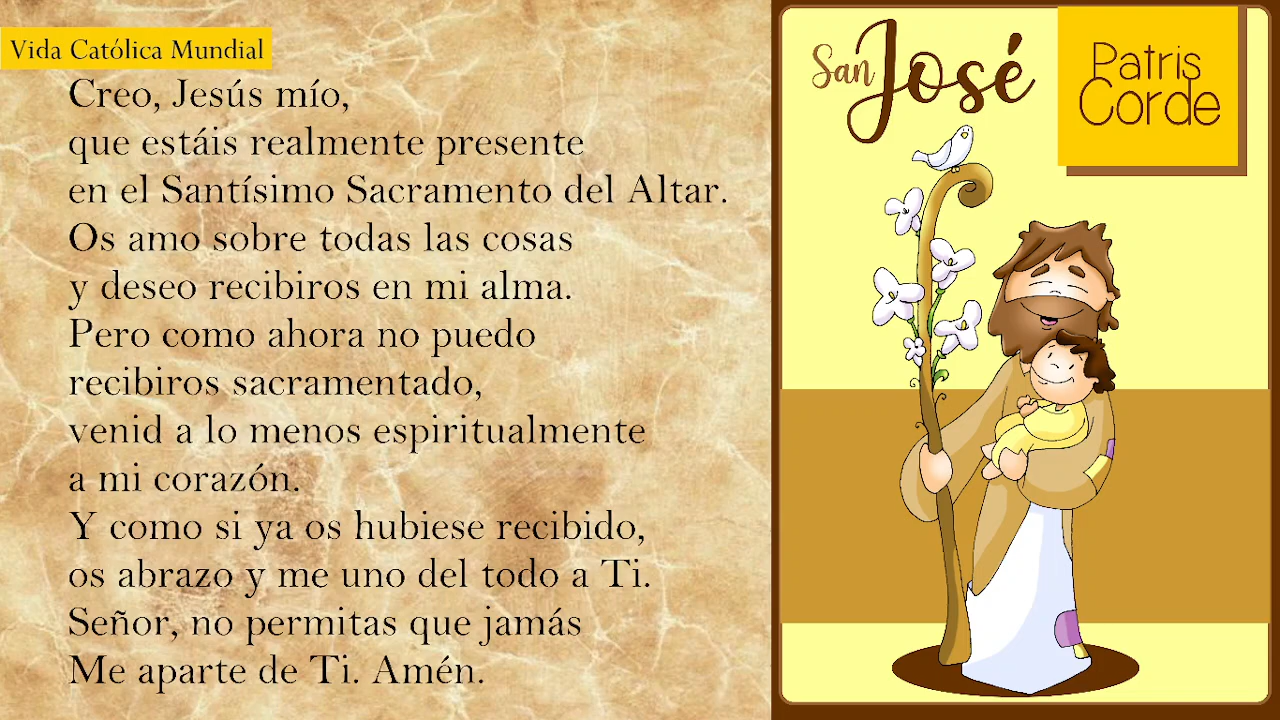 Vida Católica Mundial
Creo, Jesús mío,
que estáis realmente presente
en el Santísimo Sacramento del Altar.
Os amo sobre todas las cosas
y deseo recibiros en mi alma.
Pero como ahora no puedo
recibiros sacramentado,
venid a lo menos espiritualmente
a mi corazón.
Y como si ya os hubiese recibido,
os abrazo y me uno del todo a Ti.
Señor, no permitas que jamás
Me aparte de Ti. Amén.
San José
Patris
Corde